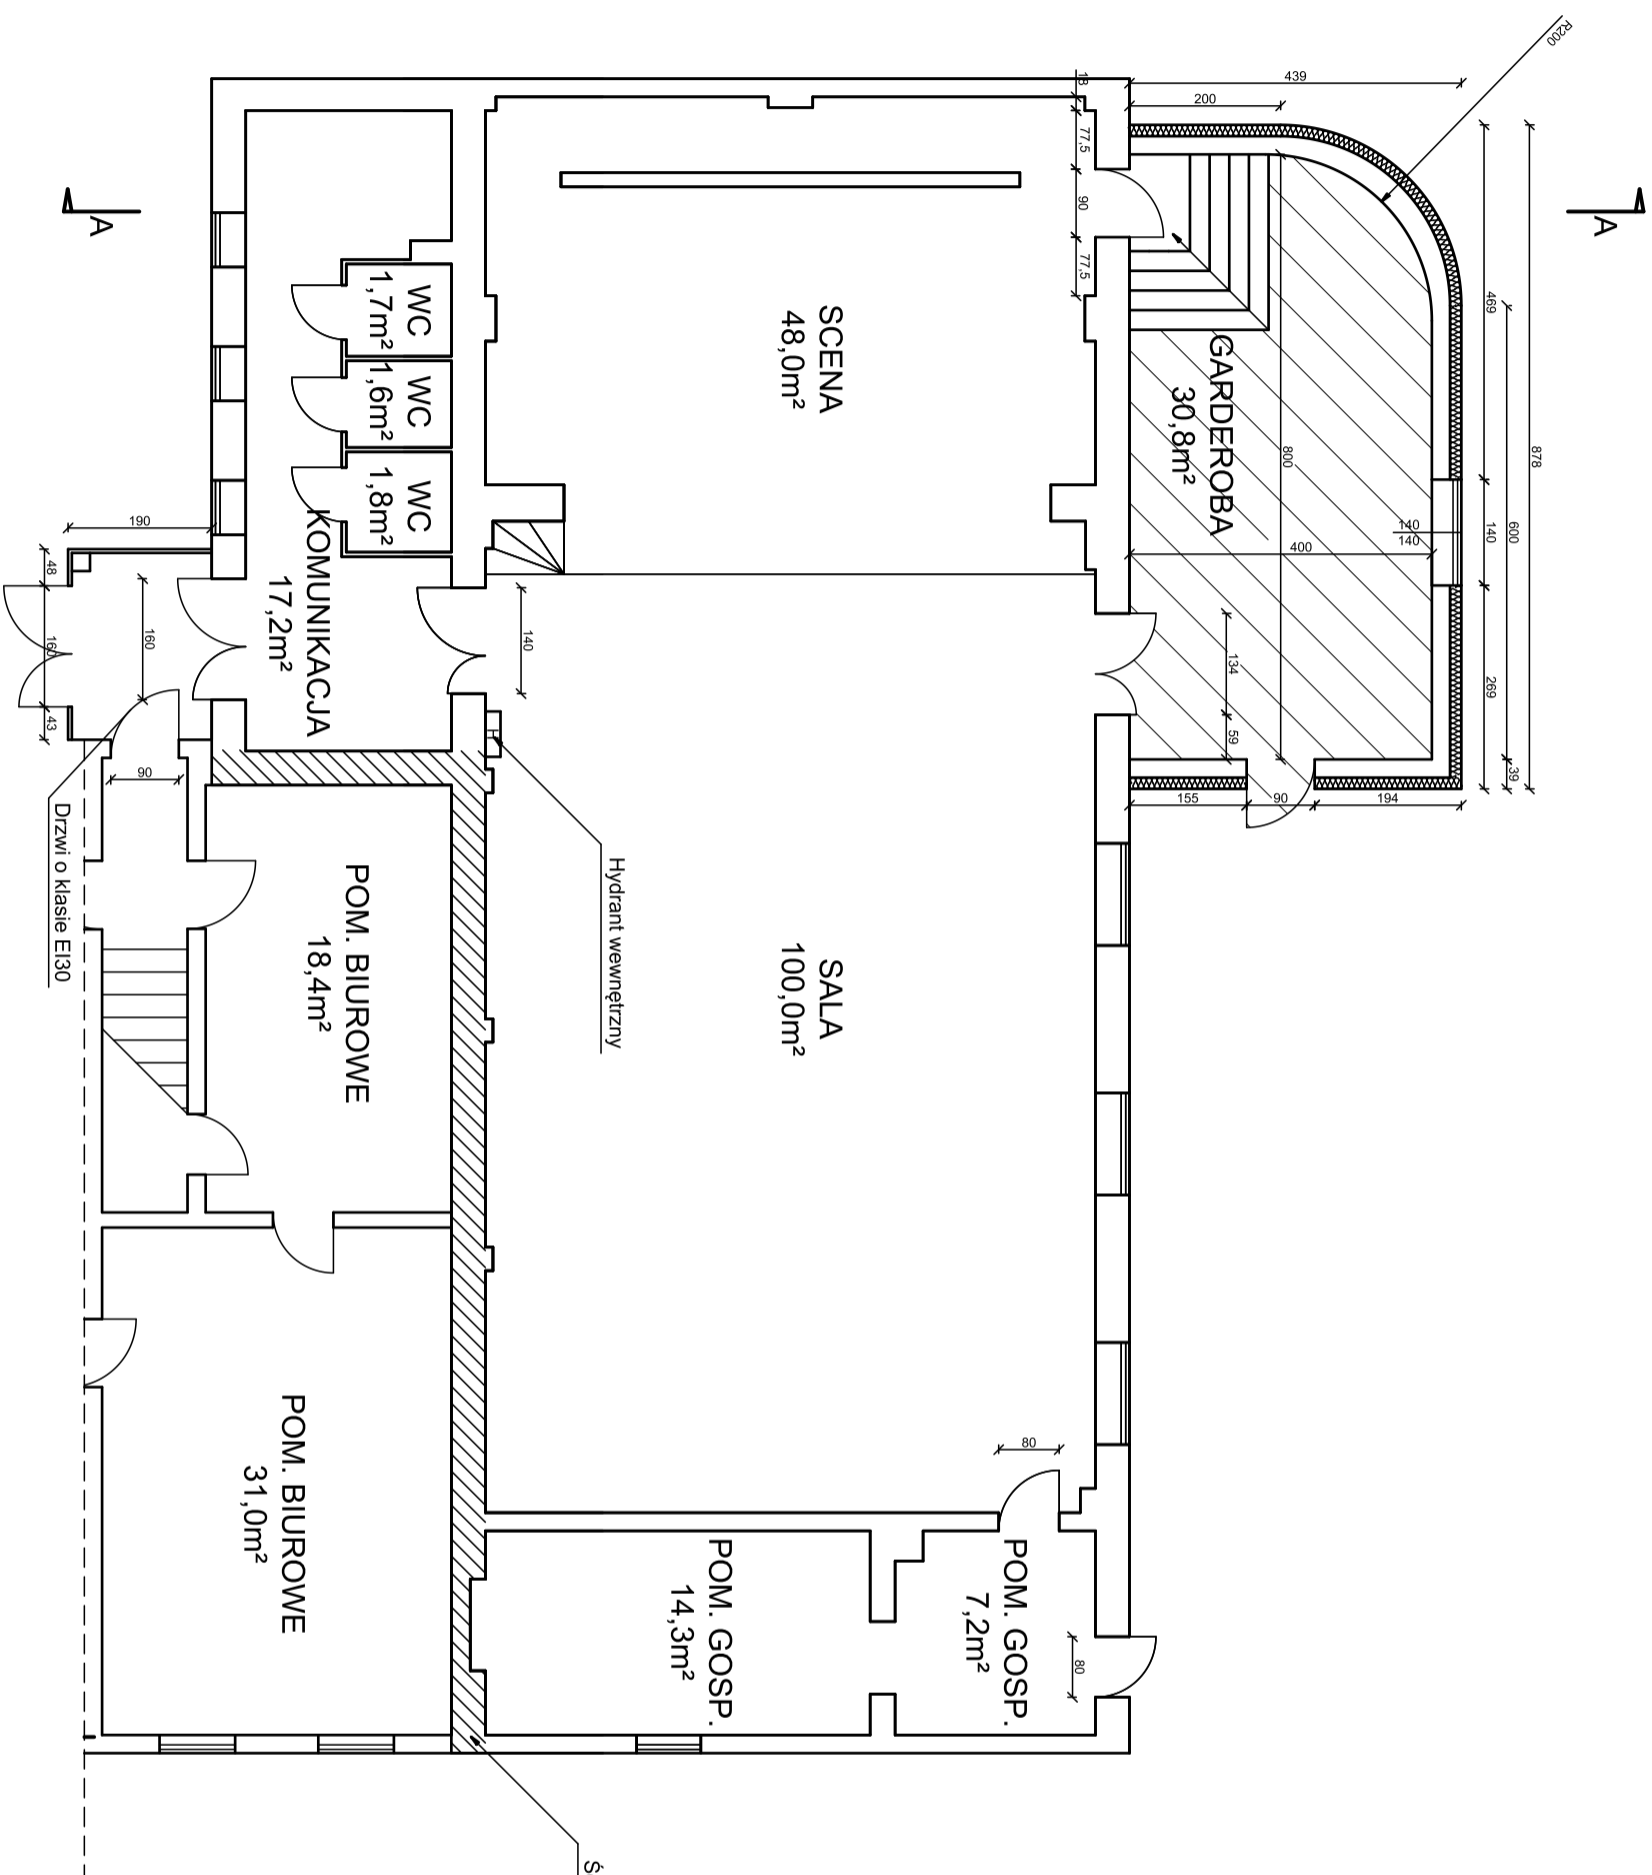 R200
439
200
18
77,5
90
77,5
469
878
600
140
140
140
269
39
800
400
134
59
155
90
194
A
A
GARDEROBA
30,8m²
SCENA
48,0m²
WC
1,7m²
WC
1,6m²
WC
1,8m²
KOMUNIKACJA
17,2m²
190
48
160
43
160
140
90
H
Hydrant wewnętrzny
Drzwi o klasie EI30
SALA
100,0m²
POM. BIUROWE
18,4m²
POM. BIUROWE
31,0m²
80
POM. GOSP.
7,2m²
80
POM. GOSP.
14,3m²
Ś